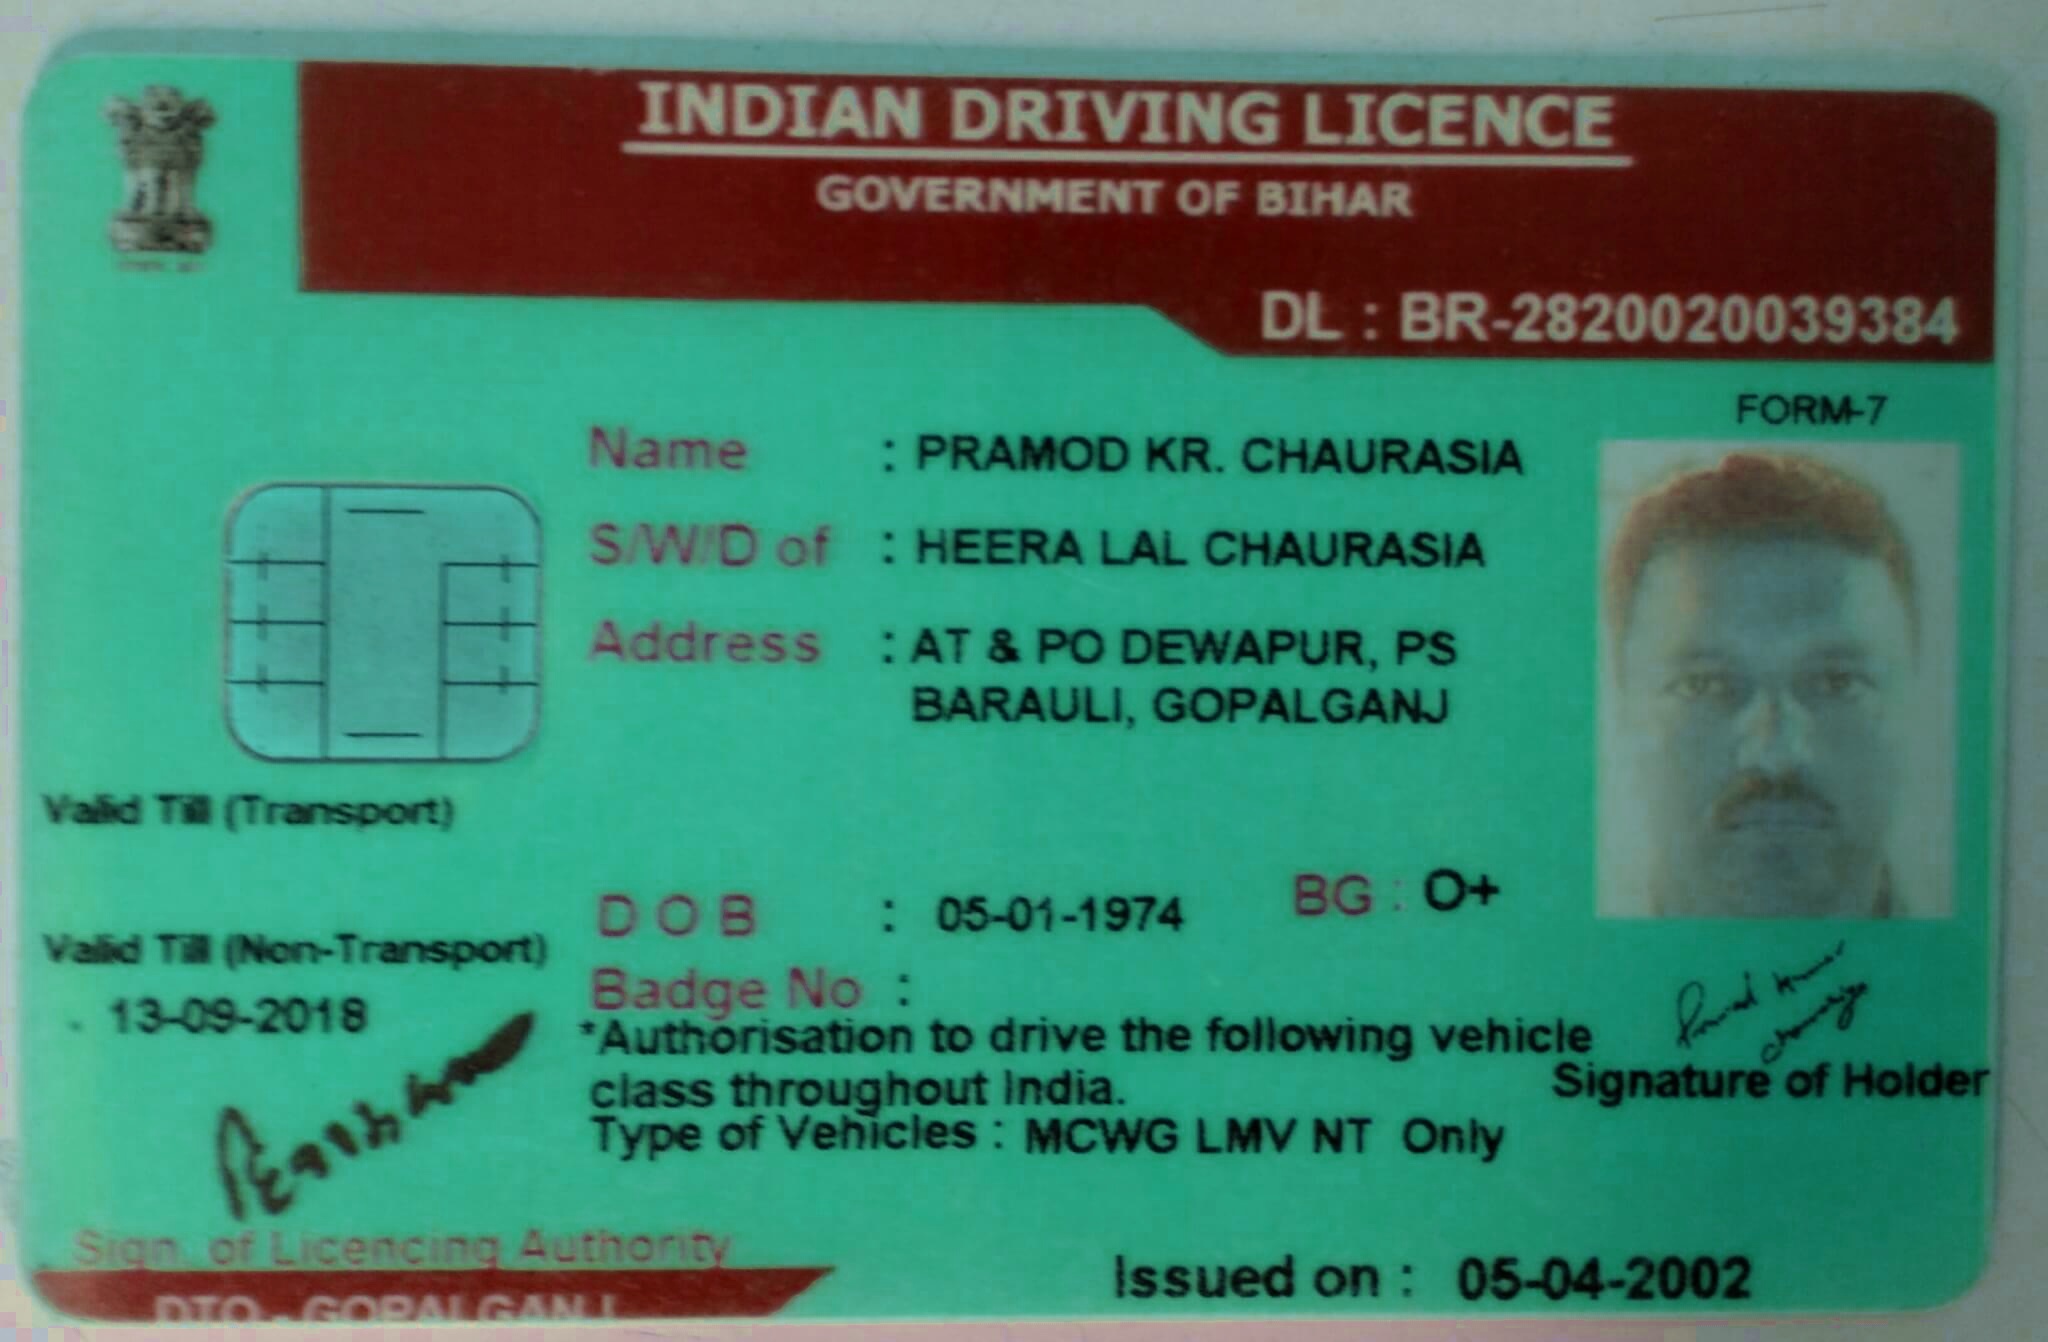 INDIAN DRIVING LICENCE
GOVERNMENT OF BIHAR
DL : BR-2820020039384
FORM-7
Name : PRAMOD KR. CHAURASIA
S/W/D of : HEERA LAL CHAURASIA
Address : AT & PO DEWAPUR, PS
BARAULI, GOPALGANJ
Valid Till (Transport)
D O B : 05-01-1974 BG : O+
Valid Till (Non-Transport)
13-09-2018
Badge No :
*Authorisation to drive the following vehicle
class throughout India.
Type of Vehicles : MCWG LMV NT Only
Pramod Kumar
Chaurasiya
Signature of Holder
Sign. of Licencing Authority
DTO - GOPALGANJ
Issued on : 05-04-2002